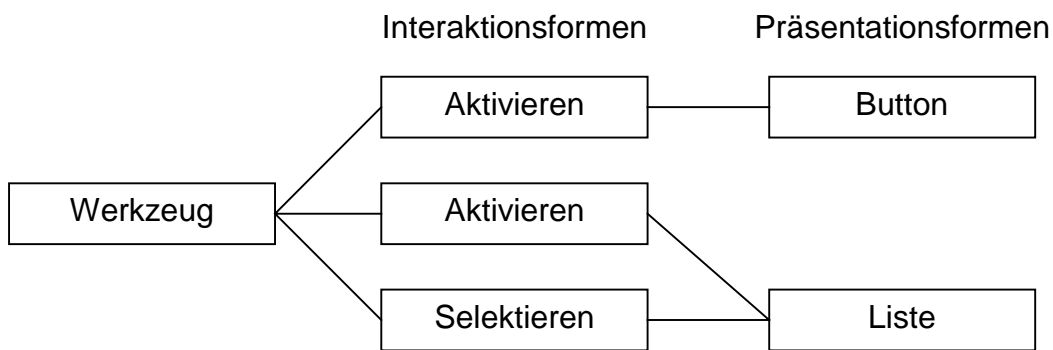 Interaktionsformen Präsentationsformen
Aktivieren Button
Werkzeug Aktivieren
Selektieren Liste